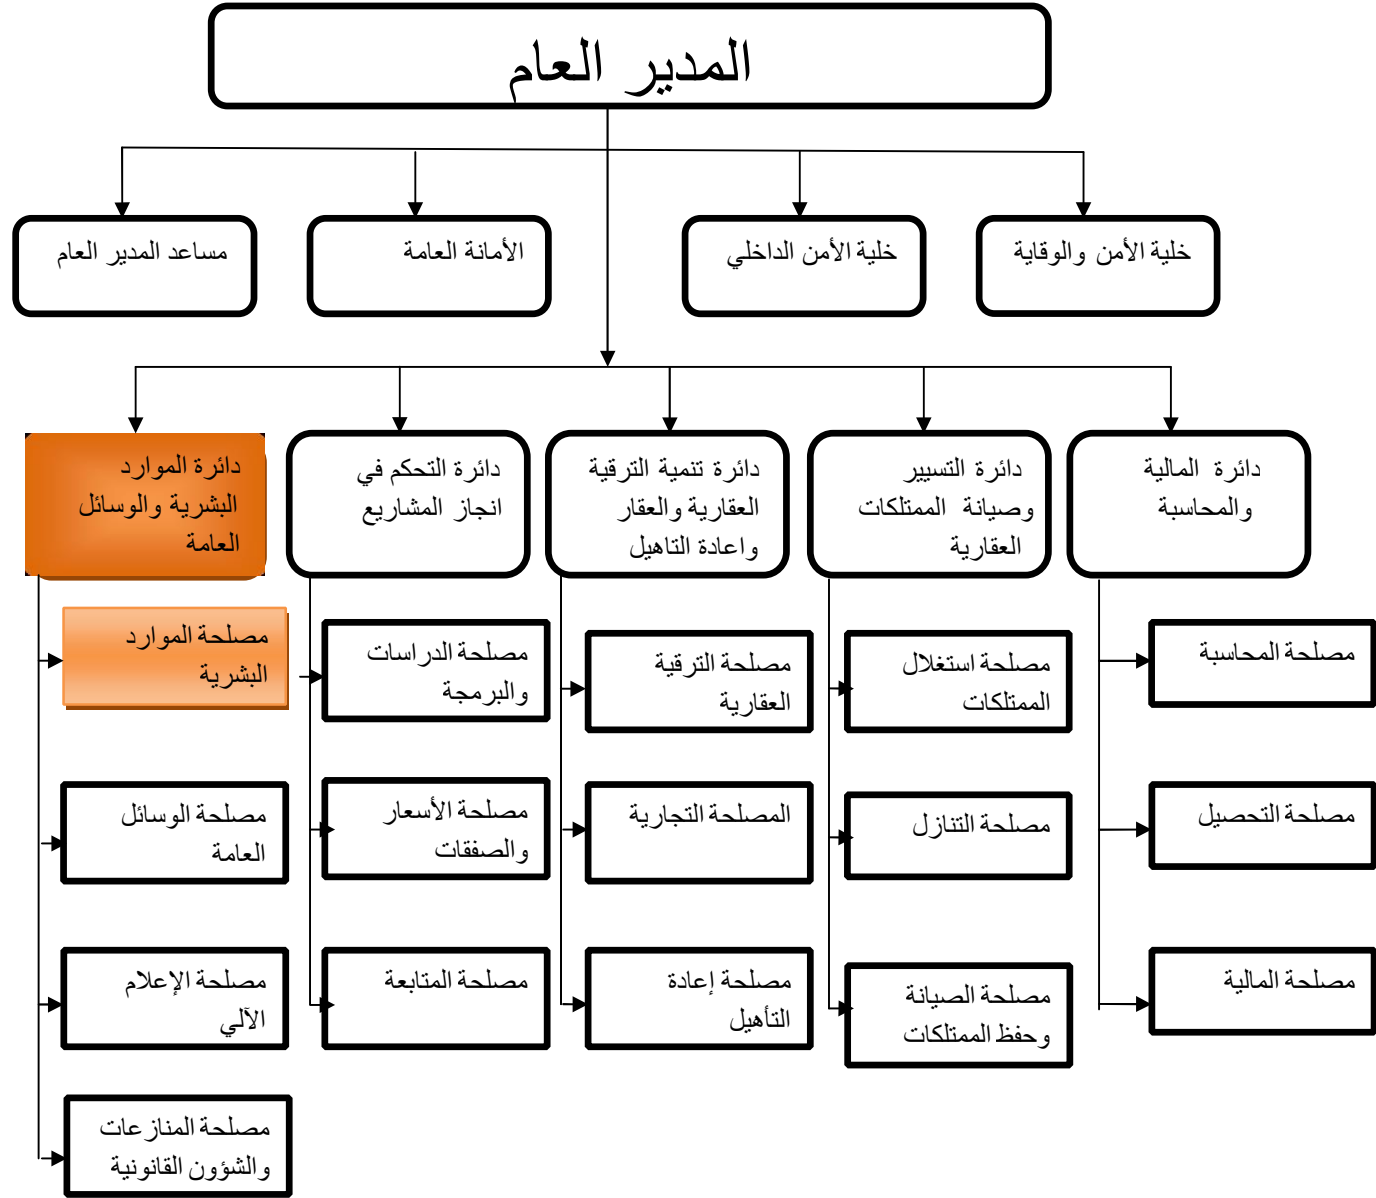 المدير العام
خلية الأمن والوقاية
خلية الأمن الداخلي
الأمانة العامة
مساعد المدير العام
دائرة المالية
والمحاسبة
دائرة التسيير
وصيانة الممتلكات
العقارية
دائرة تنمية الترقية
العقارية والعقار
واعادة التاهيل
دائرة التحكم في
انجاز المشاريع
دائرة الموارد
البشرية والوسائل
العامة
مصلحة المحاسبة
مصلحة التحصيل
مصلحة المالية
مصلحة استغلال
الممتلكات
مصلحة التنازل
مصلحة الصيانة
وحفظ الممتلكات
مصلحة الترقية
العقارية
المصلحة التجارية
مصلحة إعادة
التأهيل
مصلحة الدراسات
والبرمجة
مصلحة الأسعار
والصفقات
مصلحة المتابعة
مصلحة الموارد
البشرية
مصلحة الوسائل
العامة
مصلحة الإعلام
الآلي
مصلحة المنازعات
والشؤون القانونية